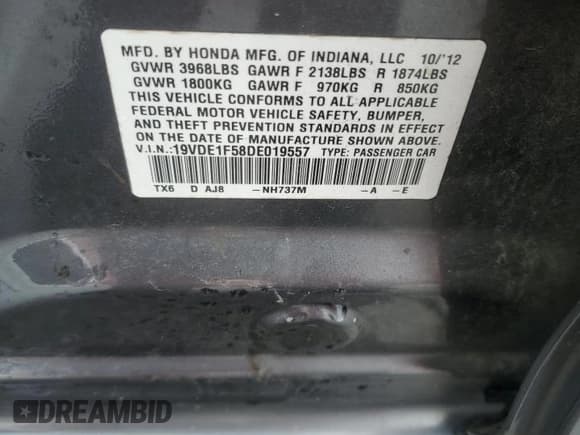 MFD. BY HONDA MFG. OF INDIANA, LLC 10/'12
GVWR 3968LBS GAWR F 2138LBS R 1874LBS
GVWR 1800KG GAWR F 970KG R 850KG
THIS VEHICLE CONFORMS TO ALL APPLICABLE
FEDERAL MOTOR VEHICLE SAFETY, BUMPER,
AND THEFT PREVENTION STANDARDS IN EFFECT
ON THE DATE OF MANUFACTURE SHOWN ABOVE.
V.I.N.:19VDE1F58DE019557 TYPE: PASSENGER CAR
TX6 D AJ8 -NH737M -A -E
DREAMBID